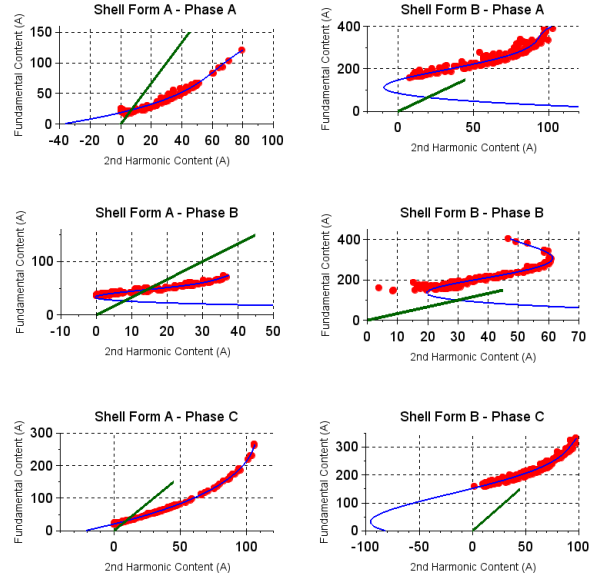 Shell Form A - Phase A
Fundamental Content (A)
150
100
50
0
-40 -20 0 20 40 60 80 100
2nd Harmonic Content (A)
Shell Form B - Phase A
Fundamental Content (A)
400
200
0
0 50 100
2nd Harmonic Content (A)
Shell Form A - Phase B
Fundamental Content (A)
100
0
-10 0 10 20 30 40 50
2nd Harmonic Content (A)
Shell Form B - Phase B
Fundamental Content (A)
400
200
0
0 10 20 30 40 50 60 70
2nd Harmonic Content (A)
Shell Form A - Phase C
Fundamental Content (A)
300
200
100
0
0 50 100
2nd Harmonic Content (A)
Shell Form B - Phase C
Fundamental Content (A)
300
200
100
0
-100 -50 0 50 100
2nd Harmonic Content (A)